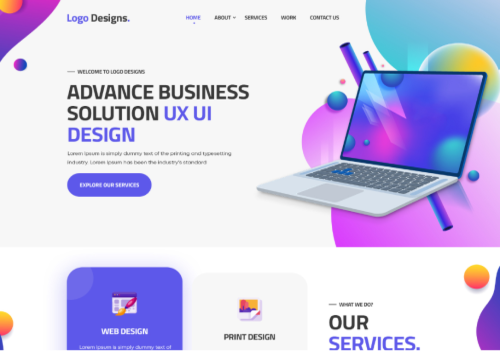 Logo Designs.
HOME ABOUT SERVICES WORK CONTACT US
WELCOME TO LOGO DESIGNS
ADVANCE BUSINESS
SOLUTION UX UI
DESIGN
Lorem Ipsum is simply dummy text of the printing and typesetting
industry. Lorem Ipsum has been the industry's standard
EXPLORE OUR SERVICES
WEB DESIGN
Lorem Ipsum is simply dummy text of
PRINT DESIGN
WHAT WE DO?
OUR
SERVICES.